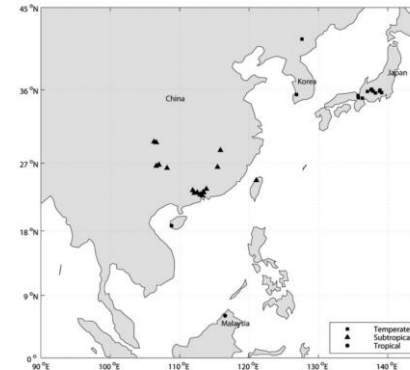 45°N
36°N
27°N
18°N
9°N
0°
90°E
100°E
110°E
120°E
130°E
140°E
China
Korea
Japan
Malaysia
Temperate
Subtropical
Tropical